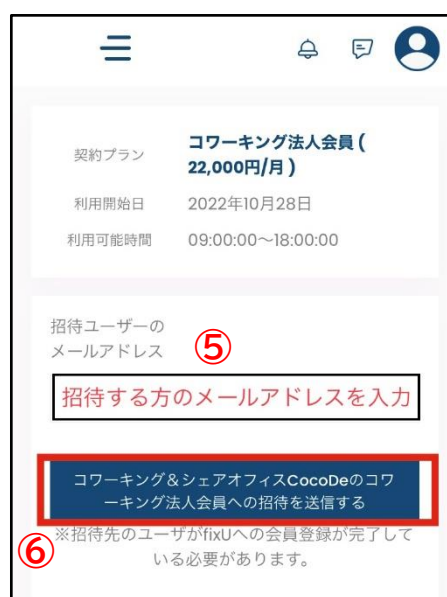 契約プラン
コワーキング法人会員 (
22,000円/月 )
利用開始日
2022年10月28日
利用可能時間
09:00:00～18:00:00
招待ユーザーの
メールアドレス
⑤
招待する方のメールアドレスを入力
コワーキング&シェアオフィスCocoDeのコワ
ーキング法人会員への招待を送信する
⑥
※招待先のユーザがfixUへの会員登録が完了して
いる必要があります。